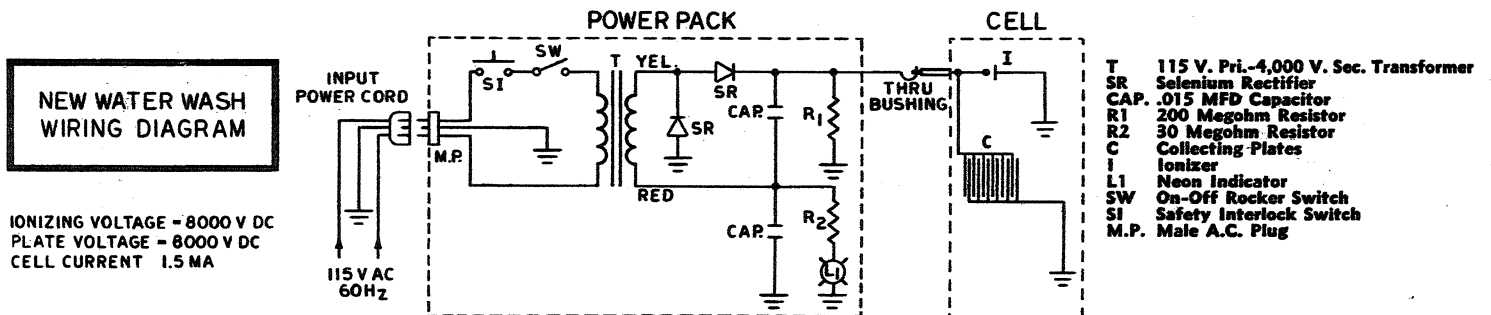 NEW WATER WASH
WIRING DIAGRAM
IONIZING VOLTAGE = 8000 V DC
PLATE VOLTAGE = 8000 V DC
CELL CURRENT 1.5 MA
INPUT
POWER CORD
115 V AC
60HZ
POWER PACK
SI
SW
M.P.
T
YEL.
RED
SR
SR
CAP.
R1
CAP.
R2
L1
THRU
BUSHING
CELL
I
C
T 115 V. Pri.-4,000 V. Sec. Transformer
SR Selenium Rectifier
CAP. .015 MFD Capacitor
R1 200 Megohm Resistor
R2 30 Megohm Resistor
C Collecting Plates
I Ionizer
L1 Neon Indicator
SW On-Off Rocker Switch
SI Safety Interlock Switch
M.P. Male A.C. Plug